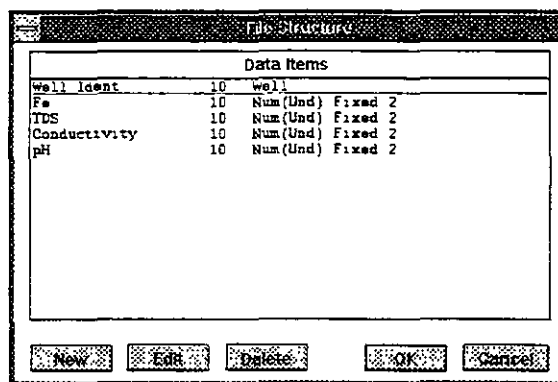 File Structure
Data Items
Well Ident 10 Well
Fe 10 Num(Und) Fixed 2
TDS 10 Num(Und) Fixed 2
Conductivity 10 Num(Und) Fixed 2
pH 10 Num(Und) Fixed 2
New Edit Delete OK Cancel